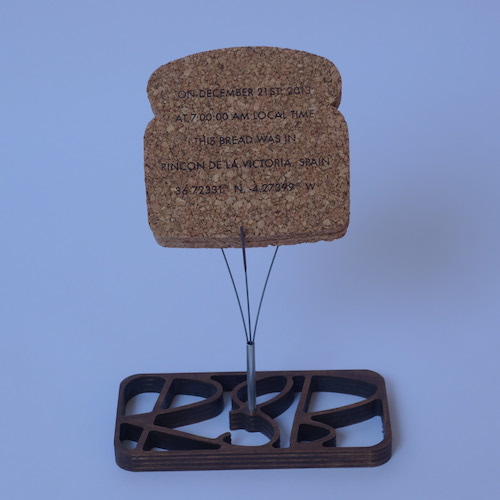 ON DECEMBER 21ST, 2013
AT 7:00:00 AM LOCAL TIME
THIS BREAD WAS IN
RINCON DE LA VICTORIA, SPAIN
36.72331° N, -4.27399° W